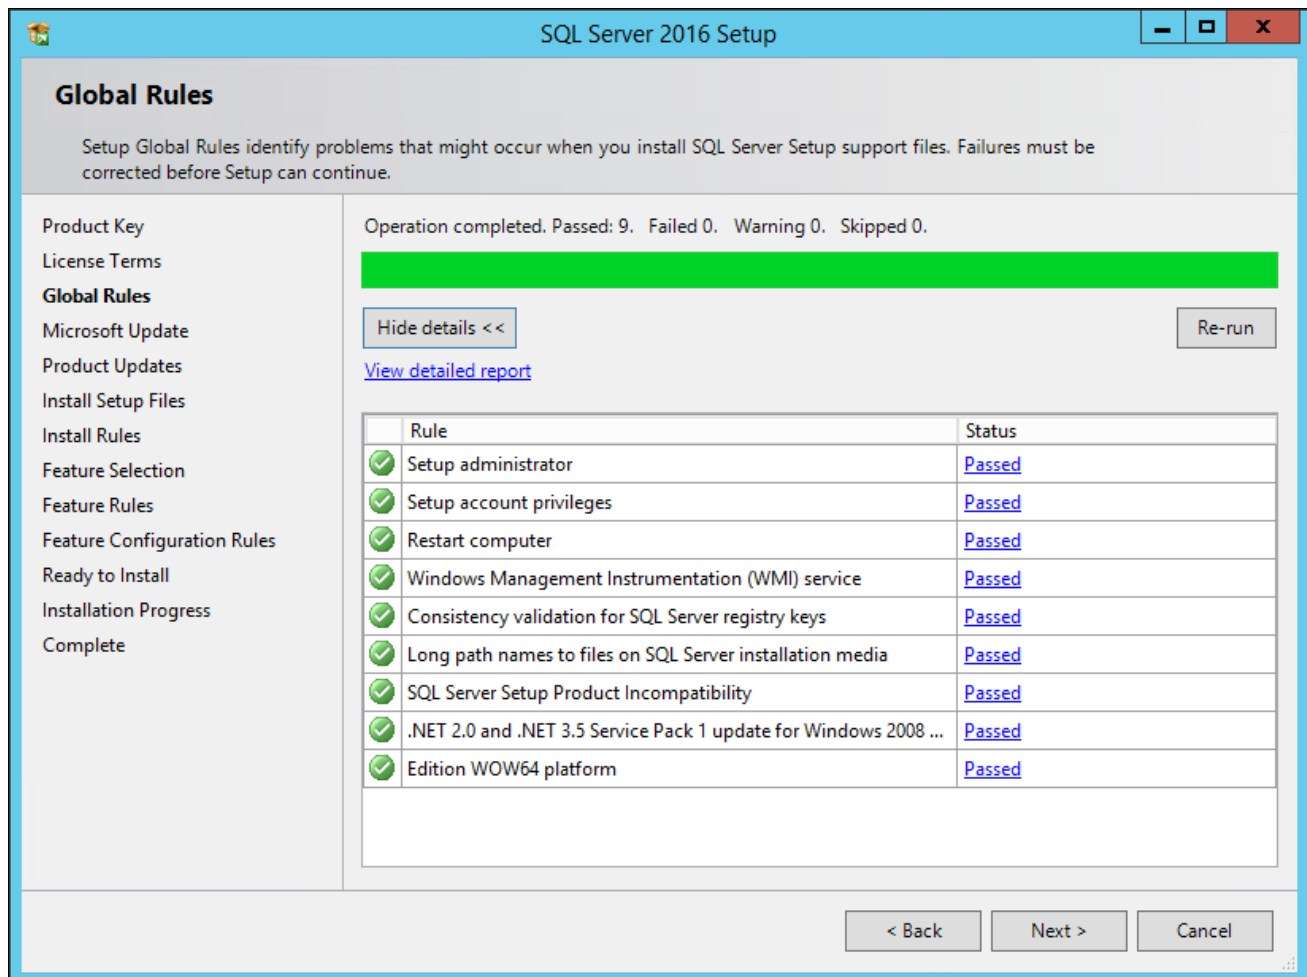 SQL Server 2016 Setup
Global Rules
Setup Global Rules identify problems that might occur when you install SQL Server Setup support files. Failures must be
corrected before Setup can continue.
Product Key
License Terms
Global Rules
Microsoft Update
Product Updates
Install Setup Files
Install Rules
Feature Selection
Feature Rules
Feature Configuration Rules
Ready to Install
Installation Progress
Complete
Operation completed. Passed: 9.   Failed 0.   Warning 0.   Skipped 0.
Hide details <<
Re-run
View detailed report
Rule Status
Setup administrator Passed
Setup account privileges Passed
Restart computer Passed
Windows Management Instrumentation (WMI) service Passed
Consistency validation for SQL Server registry keys Passed
Long path names to files on SQL Server installation media Passed
SQL Server Setup Product Incompatibility Passed
.NET 2.0 and .NET 3.5 Service Pack 1 update for Windows 2008 ... Passed
Edition WOW64 platform Passed
< Back Next > Cancel